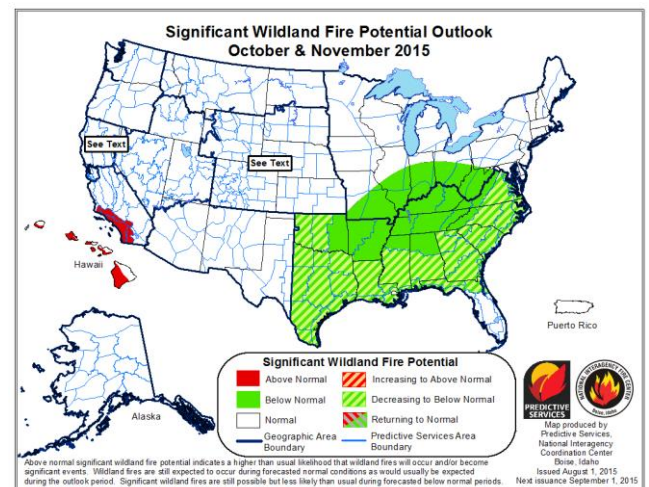 Significant Wildland Fire Potential Outlook
October & November 2015
See Text
See Text
Hawaii
Puerto Rico
Alaska
Significant Wildland Fire Potential
Above Normal
Increasing to Above Normal
Below Normal
Decreasing to Below Normal
Normal
Returning to Normal
Geographic Area
Boundary
Predictive Services Area
Boundary
PREDICTIVE
SERVICES
NATIONAL INTERAGENCY FIRE CENTER
Boise, Idaho
Map produced by
Predictive Services,
National Interagency
Coordination Center
Boise, Idaho
Issued August 1, 2015
Next issuance September 1, 2015
Above normal significant wildland fire potential indicates a higher than usual likelihood that wildland fires will occur and/or become
significant events. Wildland fires are still expected to occur during forecasted normal conditions as would usually be expected
during the outlook period. Significant wildland fires are still possible but less likely than usual during forecasted below normal periods.